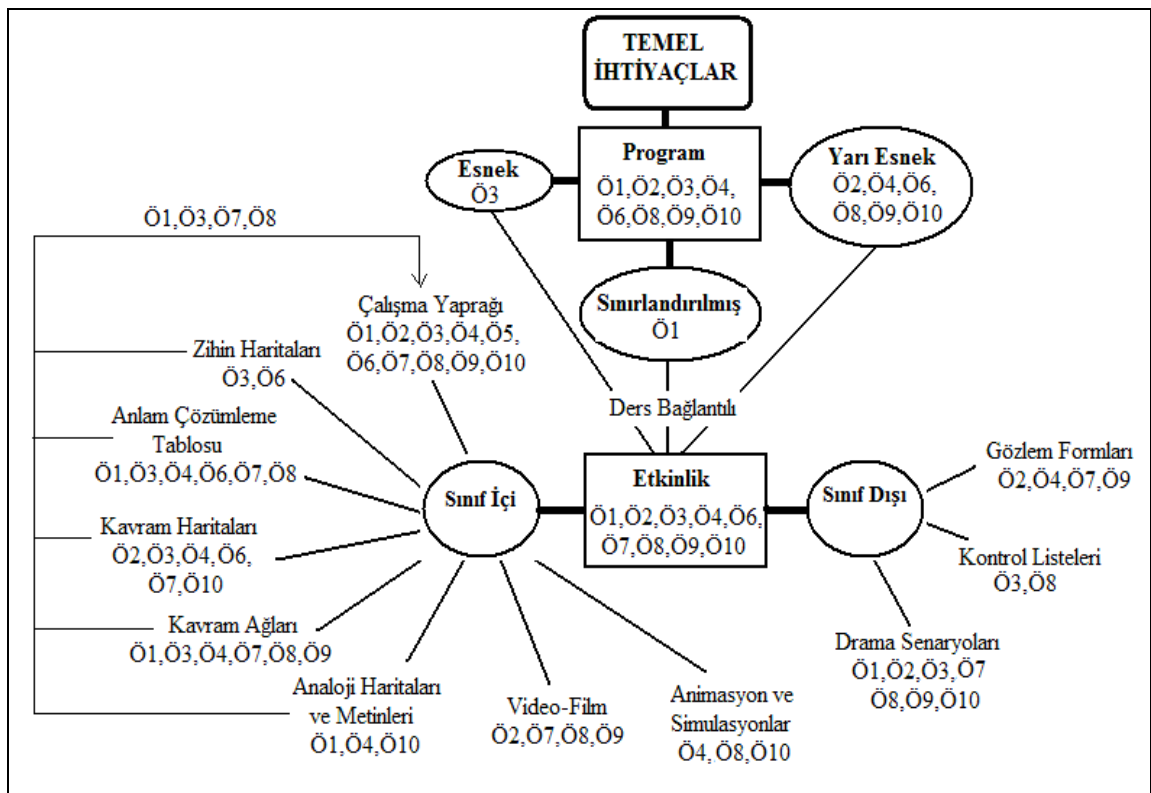 TEMEL
İHTİYAÇLAR
Program
Ö1,Ö2,Ö3,Ö4,
Ö6,Ö8,Ö9,Ö10
Esnek
Ö3
Yarı Esnek
Ö2,Ö4,Ö6,
Ö8,Ö9,Ö10
Sınırlandırılmış
Ö1
Ders Bağlantılı
Etkinlik
Ö1,Ö2,Ö3,Ö4,Ö6,
Ö7,Ö8,Ö9,Ö10
Sınıf İçi
Ö1,Ö3,Ö7,Ö8
Çalışma Yaprağı
Ö1,Ö2,Ö3,Ö4,Ö5,
Ö6,Ö7,Ö8,Ö9,Ö10
Zihin Haritaları
Ö3,Ö6
Anlam Çözümleme
Tablosu
Ö1,Ö3,Ö4,Ö6,Ö7,Ö8
Kavram Haritaları
Ö2,Ö3,Ö4,Ö6,
Ö7,Ö10
Kavram Ağları
Ö1,Ö3,Ö4,Ö7,Ö8,Ö9
Analoji Haritaları
ve Metinleri
Ö1,Ö4,Ö10
Video-Film
Ö2,Ö7,Ö8,Ö9
Animasyon ve
Simulasyonlar
Ö4,Ö8,Ö10
Sınıf Dışı
Gözlem Formları
Ö2,Ö4,Ö7,Ö9
Kontrol Listeleri
Ö3,Ö8
Drama Senaryoları
Ö1,Ö2,Ö3,Ö7
Ö8,Ö9,Ö10